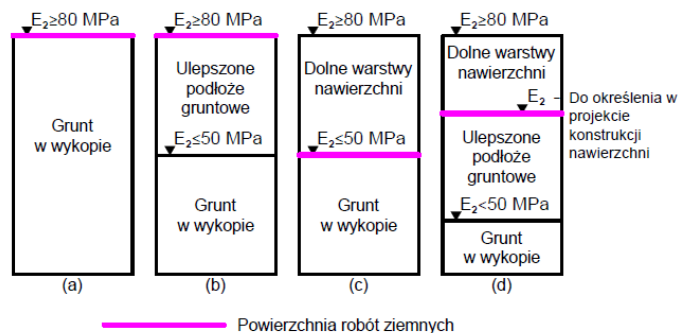 E₂≥80 MPa
Grunt
w wykopie
(a)
E₂≥80 MPa
Ulepszone
podłoże
gruntowe
E₂≤50 MPa
Grunt
w wykopie
(b)
E₂≥80 MPa
Dolne warstwy
nawierzchni
E₂≤50 MPa
Grunt
w wykopie
(c)
E₂≥80 MPa
Dolne warstwy
nawierzchni
E₂ - Do określenia w
projekcie
konstrukcji
nawierzchni
Ulepszone
podłoże
gruntowe
E₂<50 MPa
Grunt
w wykopie
(d)
Powierzchnia robót ziemnych